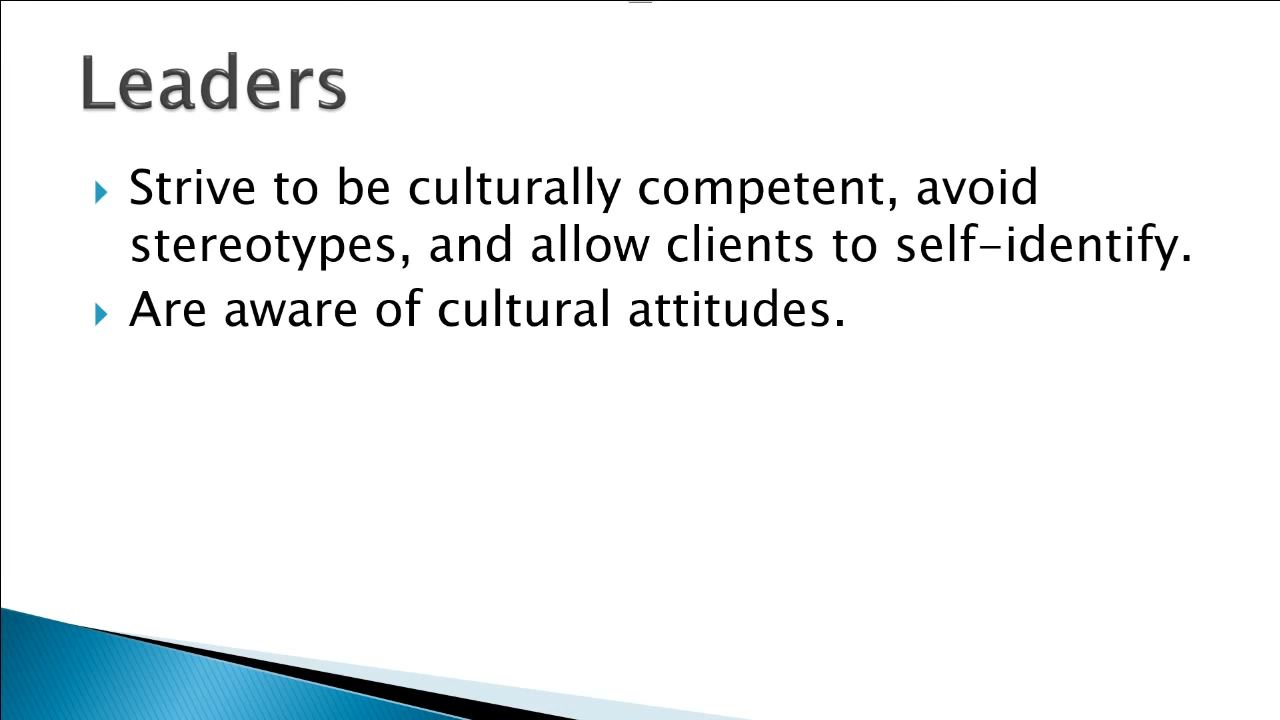 Leaders
Strive to be culturally competent, avoid
stereotypes, and allow clients to self-identify.
Are aware of cultural attitudes.